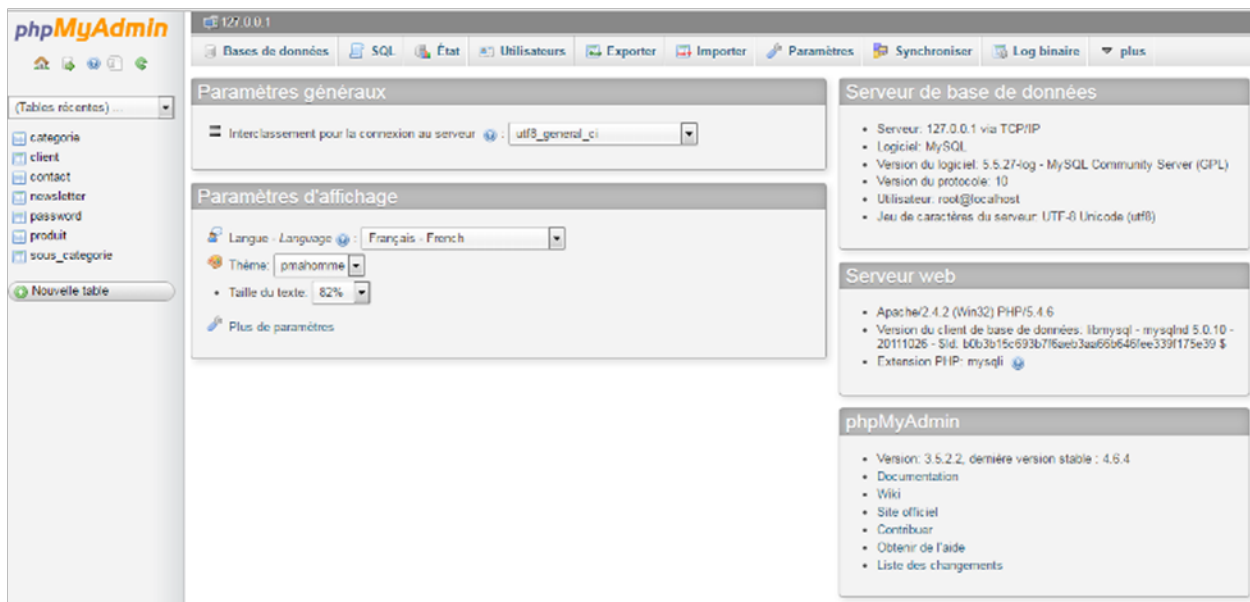 phpMyAdmin
(Tables récentes) ...
categorie
client
contact
newsletter
password
produit
sous_categorie
Nouvelle table
127.0.0.1
Bases de données SQL État Utilisateurs Exporter Importer Paramètres Synchroniser Log binaire plus
Paramètres généraux
Interclassement pour la connexion au serveur : utf8_general_ci
Paramètres d'affichage
Langue - Language : Français - French
Thème: pmahomme
Taille du texte: 82%
Plus de paramètres
Serveur de base de données
Serveur: 127.0.0.1 via TCP/IP
Logiciel: MySQL
Version du logiciel: 5.5.27-log - MySQL Community Server (GPL)
Version du protocole: 10
Utilisateur: root@localhost
Jeu de caractères du serveur: UTF-8 Unicode (utf8)
Serveur web
Apache/2.4.2 (Win32) PHP/5.4.6
Version du client de base de données: libmysql - mysqlnd 5.0.10 -
20111026 - $Id:
Extension PHP: mysqli
phpMyAdmin
Version: 3.5.2.2, dernière version stable : 4.6.4
Documentation
Wiki
Site officiel
Contribuer
Obtenir de l'aide
Liste des changements